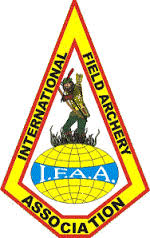 INTERNATIONAL
FIELD ARCHERY
I.F.A.A
ASSOCIATION